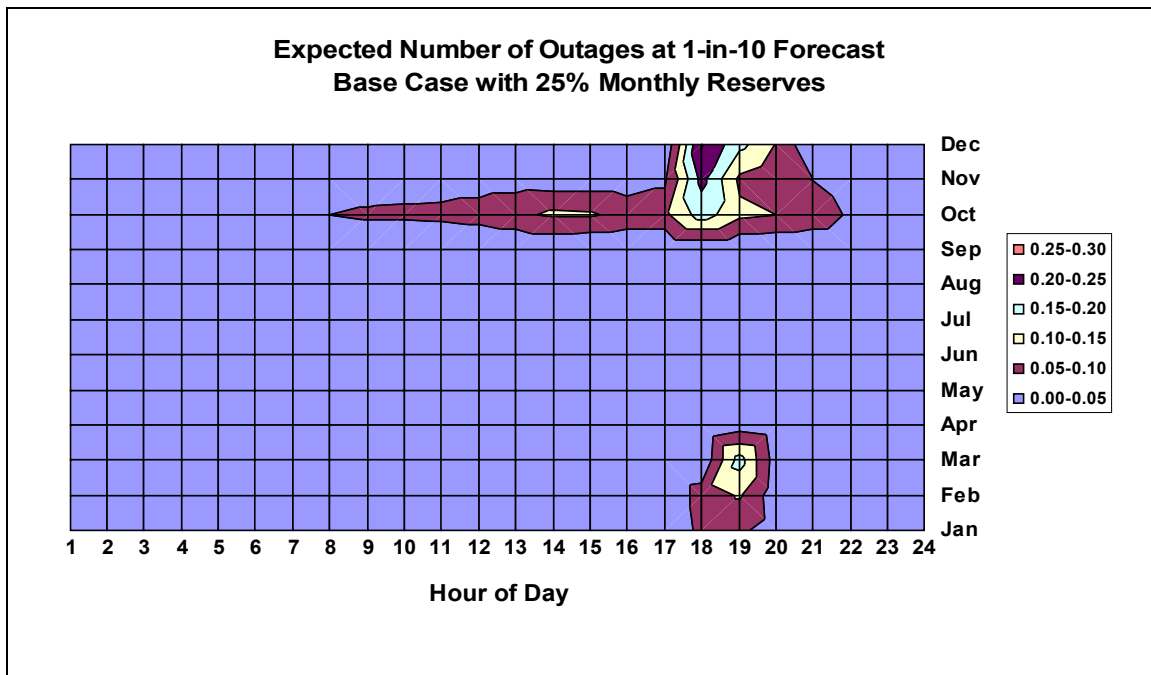 Expected Number of Outages at 1-in-10 Forecast
Base Case with 25% Monthly Reserves
Dec
Nov
Oct
Sep
Aug
Jul
Jun
May
Apr
Mar
Feb
Jan
0.25-0.30
0.20-0.25
0.15-0.20
0.10-0.15
0.05-0.10
0.00-0.05
1 2 3 4 5 6 7 8 9 10 11 12 13 14 15 16 17 18 19 20 21 22 23 24
Hour of Day